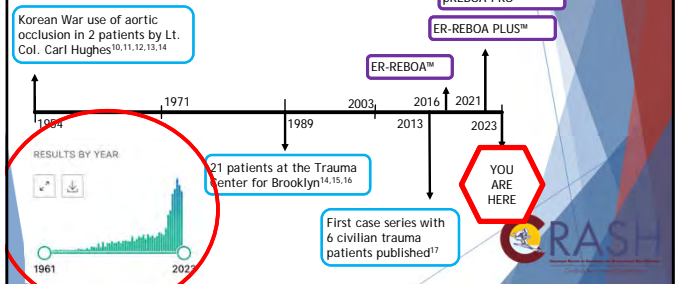 pREBOA-PRO™
Korean War use of aortic
occlusion in 2 patients by Lt.
Col. Carl Hughes10,11,12,13,14
ER-REBOA PLUS™
ER-REBOA™
1954
1971
1989
2003
2013
2016
2021
2023
RESULTS BY YEAR
1961
2023
21 patients at the Trauma
Center for Brooklyn14,15,16
First case series with
6 civilian trauma
patients published17
YOU
ARE
HERE
CRASH